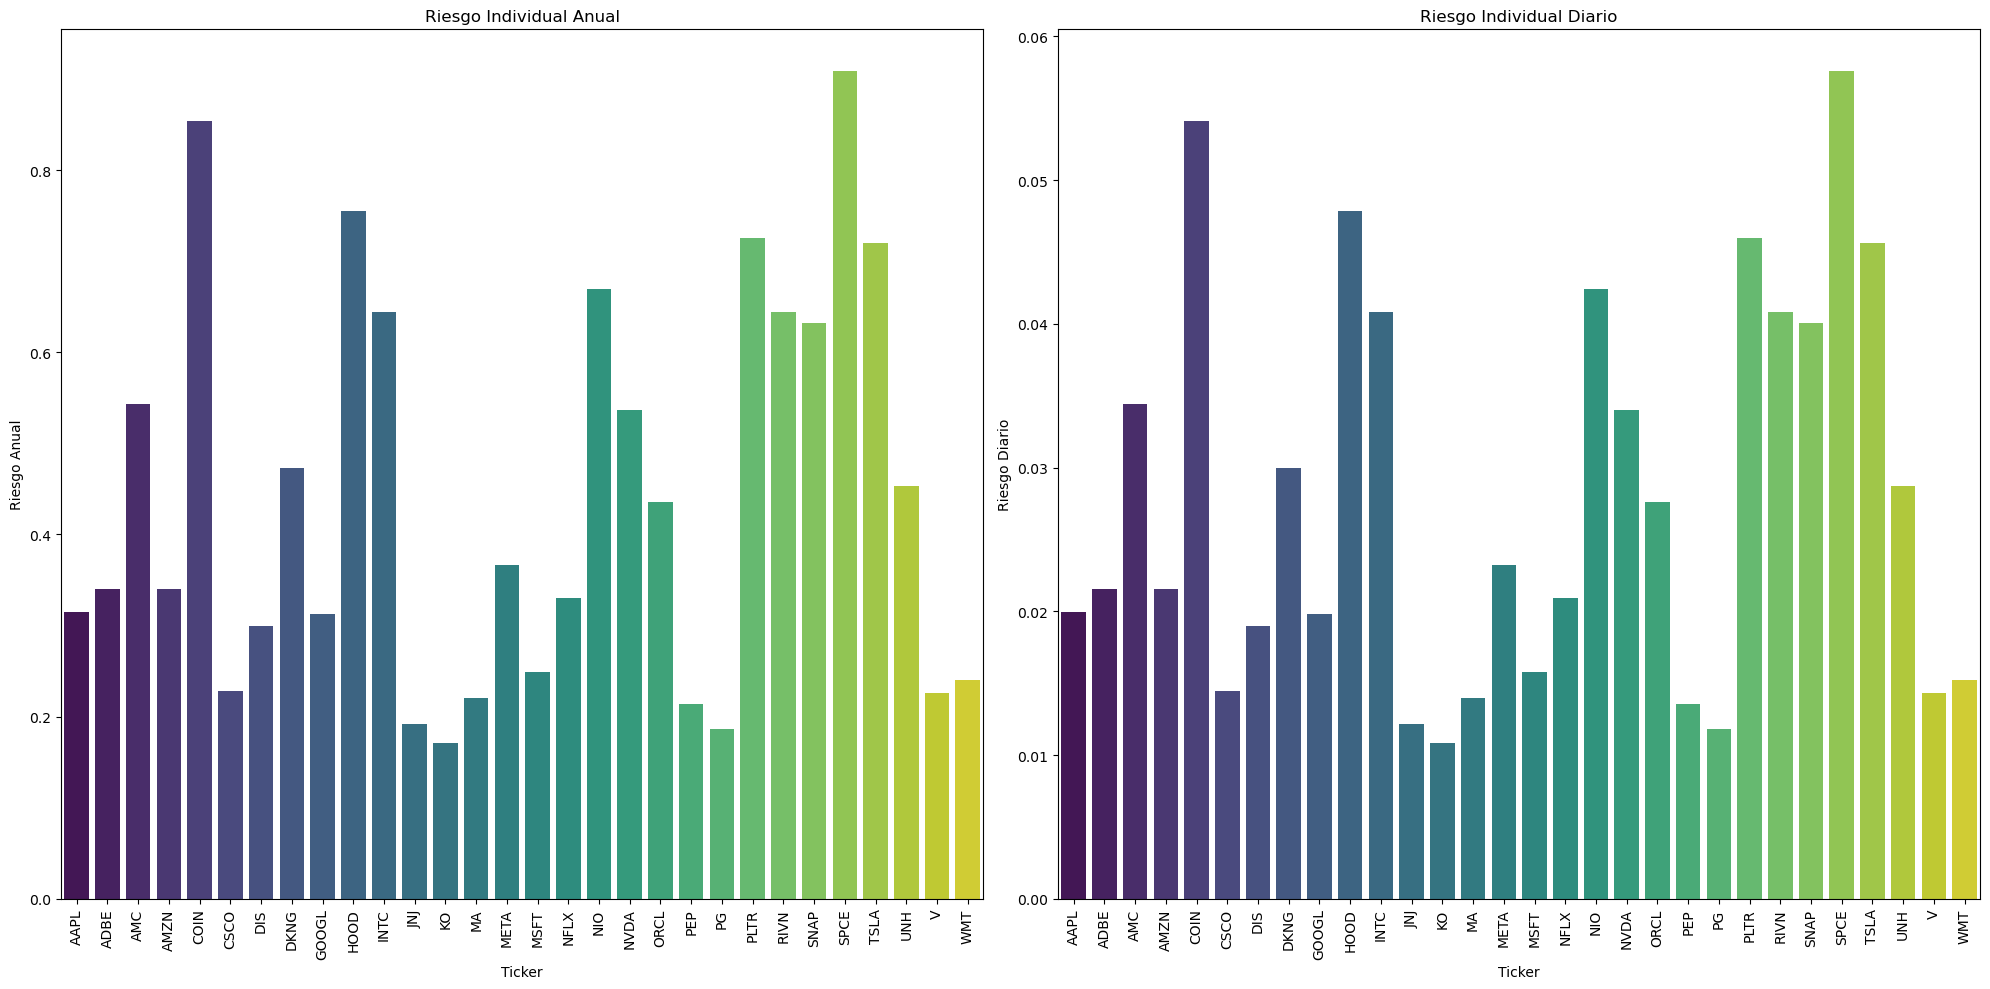 Riesgo Individual Anual
Riesgo Anual
0.8
0.6
0.4
0.2
0.0
AAPL
ADBE
AMC
AMZN
COIN
CSCO
DIS
DKNG
GOOGL
HOOD
INTC
JNJ
KO
MA
META
MSFT
NFLX
NIO
NVDA
ORCL
PEP
PG
PLTR
RIVN
SNAP
SPCE
TSLA
UNH
V
WMT
Ticker
Riesgo Individual Diario
Riesgo Diario
0.06
0.05
0.04
0.03
0.02
0.01
0.00
AAPL
ADBE
AMC
AMZN
COIN
CSCO
DIS
DKNG
GOOGL
HOOD
INTC
JNJ
KO
MA
META
MSFT
NFLX
NIO
NVDA
ORCL
PEP
PG
PLTR
RIVN
SNAP
SPCE
TSLA
UNH
V
WMT
Ticker